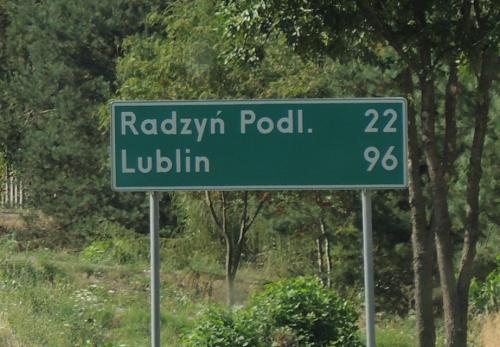 Radzyń Podl. 22
Lublin 96